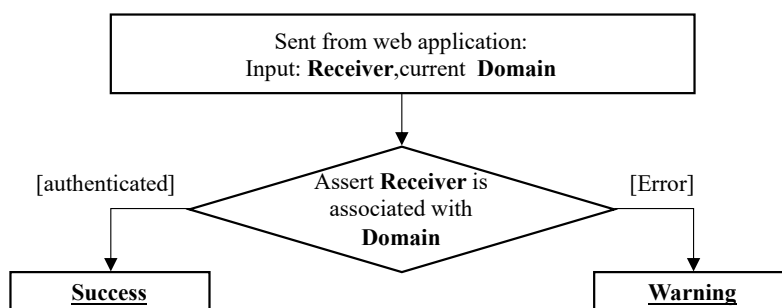 Sent from web application:
Input: Receiver,current Domain
[authenticated]
Assert Receiver is
associated with
Domain
[Error]
Success
Warning